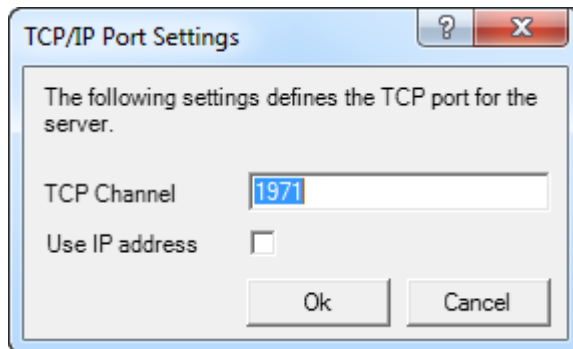 TCP/IP Port Settings
?
The following settings defines the TCP port for the
server.
TCP Channel 1971
Use IP address
Ok Cancel